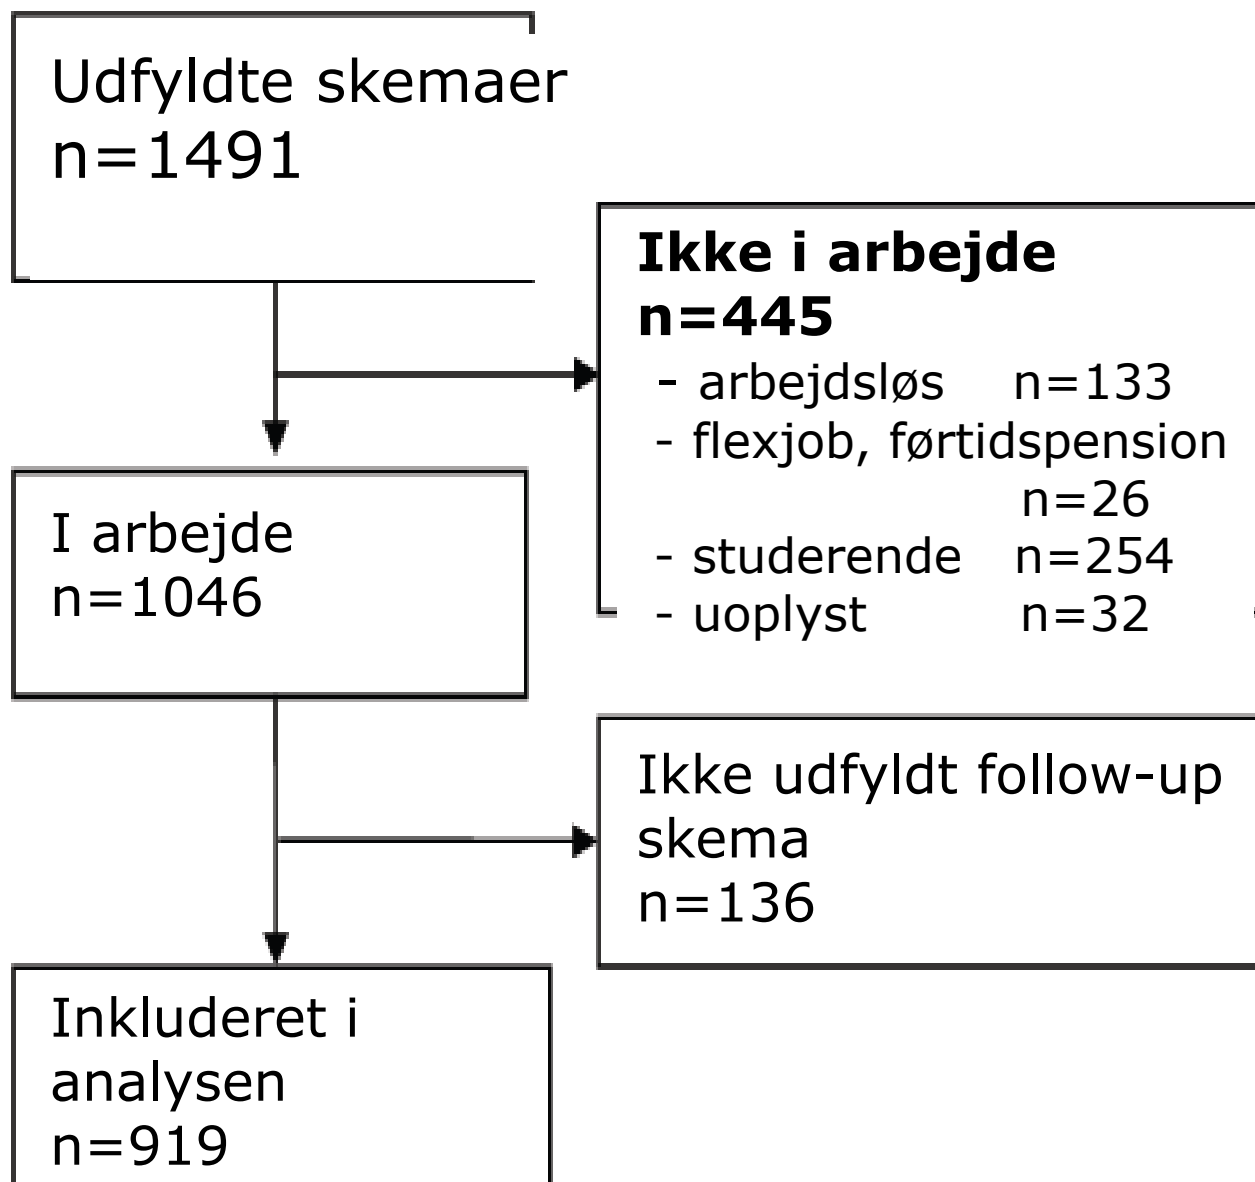 Udfyldte skemaer
n=1491
Ikke i arbejde
n=445
- arbejdsløs n=133
- flexjob, førtidspension
n=26
- studerende n=254
- uoplyst n=32
I arbejde
n=1046
Ikke udfyldt follow-up
skema
n=136
Inkluderet i
analysen
n=919